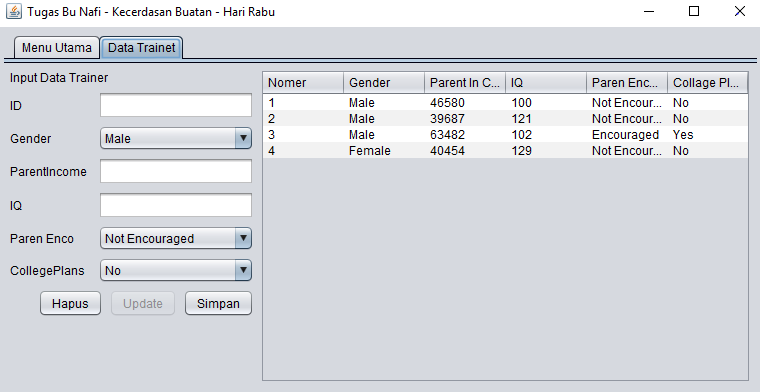 Tugas Bu Nafi - Kecerdasan Buatan - Hari Rabu
Menu Utama Data Trainet
Input Data Trainer
ID
Gender Male
ParentIncome
IQ
Paren Enco Not Encouraged
CollegePlans No
Hapus Update Simpan
Nomer Gender Parent In C... IQ Paren Enc... Collage Pl...
1 Male 46580 100 Not Encour... No
2 Male 39687 121 Not Encour... No
3 Male 63482 102 Encouraged Yes
4 Female 40454 129 Not Encour... No